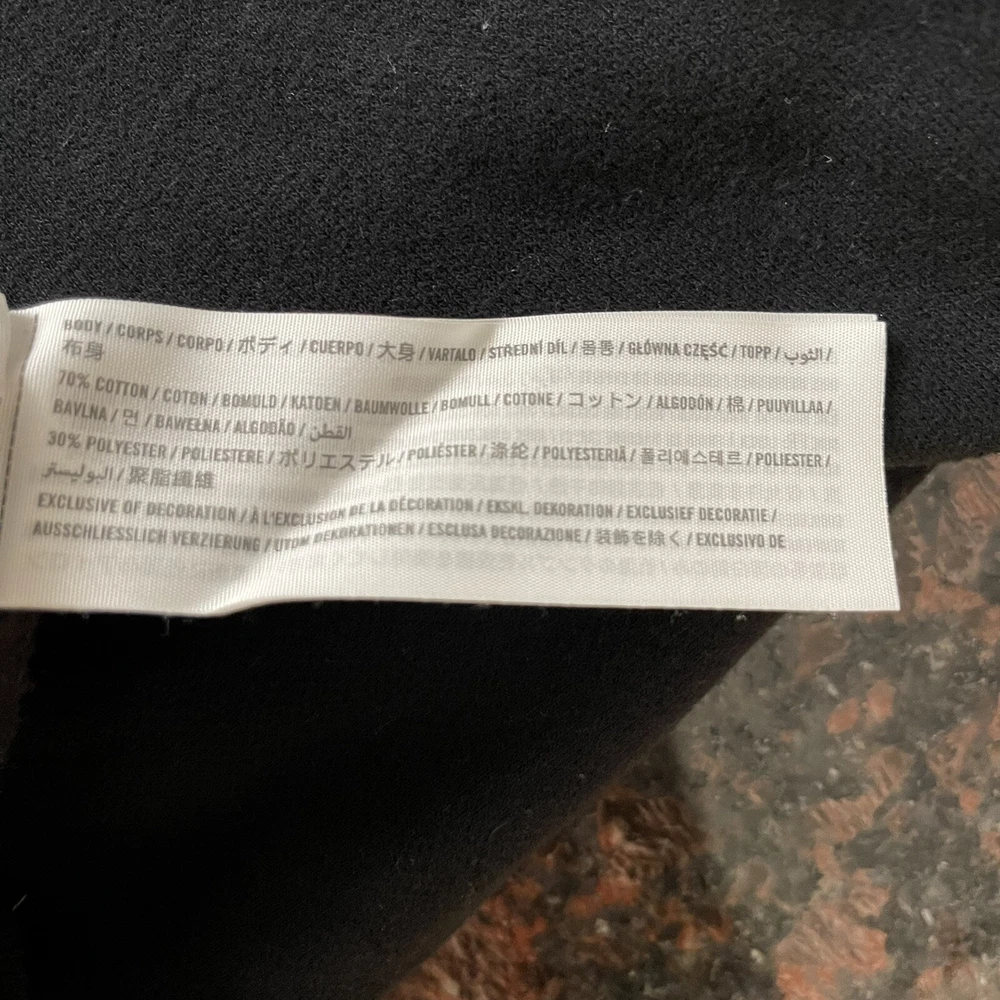 BODY / CORPS / CORPO / ボディ / CUERPO / 大身 / VARTALO / STŘEDNÍ DÍL / 몸통 / GŁÓWNA CZĘŚĆ / TOPP / الثوب /
布身
70% COTTON / COTON / BOMULD / KATOEN / BAUMWOLLE / BOMULL / COTONE / コットン / ALGODÓN / 棉 / PUUVILLAA /
BAVLNA / 면 / BAWEŁNA / ALGODÃO / القطن
30% POLYESTER / POLIESTERE / ポリエステル / POLIÉSTER / 涤纶 / POLYESTERIÄ / 폴리에스테르 / POLIESTER /
البوليستر / 聚脂纖維
EXCLUSIVE OF DECORATION / À L'EXCLUSION DE LA DÉCORATION / EKSKL. DEKORATION / EXCLUSIEF DECORATIE /
AUSSCHLIESSLICH VERZIERUNG / UTOM DEKORATIONEN / ESCLUSA DECORAZIONE / 装飾を除く / EXCLUSIVO DE